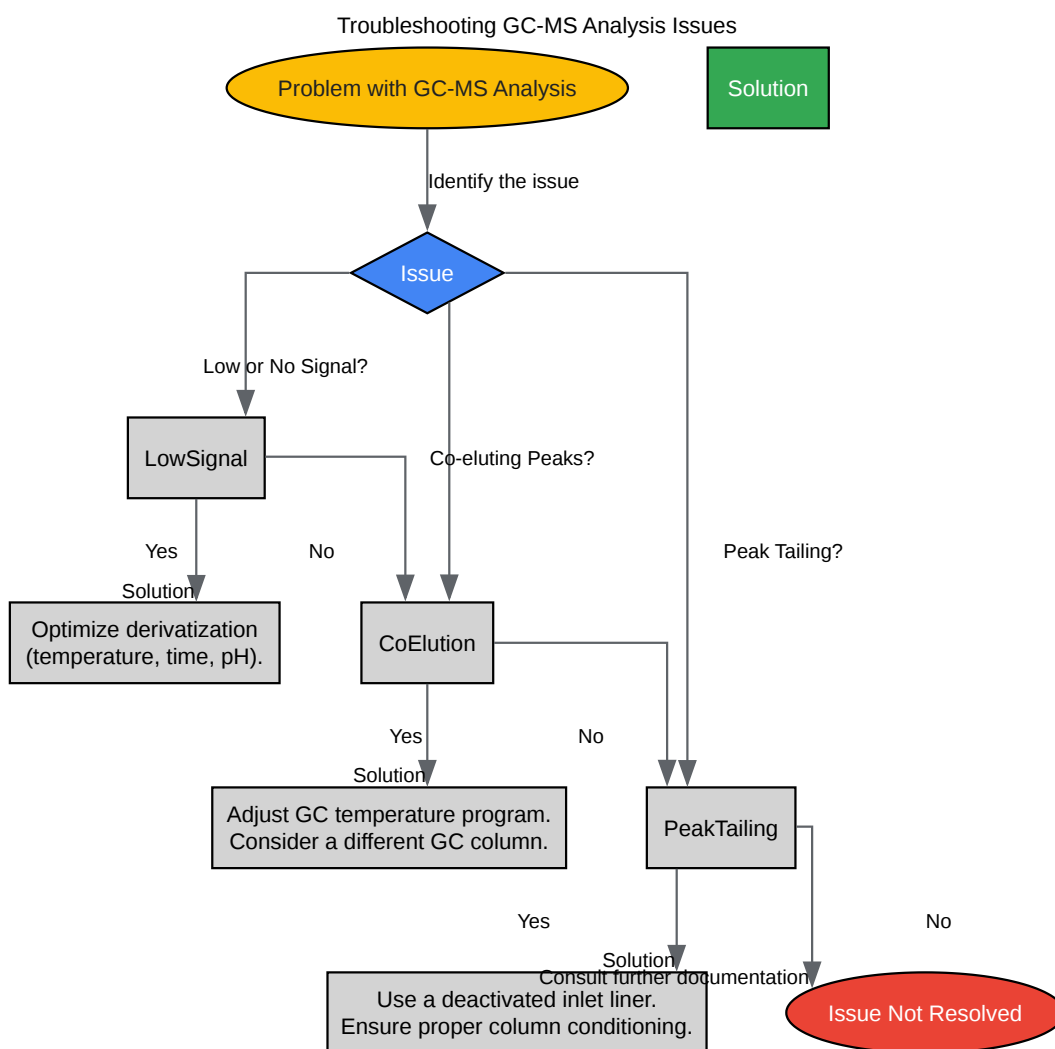 Troubleshooting GC-MS Analysis Issues
Problem with GC-MS Analysis
Solution
Identify the issue
Issue
Low or No Signal?
LowSignal
Co-eluting Peaks?
Yes
No
Peak Tailing?
Solution
Optimize derivatization
(temperature, time, pH).
CoElution
Yes
No
Solution
Adjust GC temperature program.
Consider a different GC column.
PeakTailing
Yes
No
Solution
Consult further documentation
Use a deactivated inlet liner.
Ensure proper column conditioning.
Issue Not Resolved